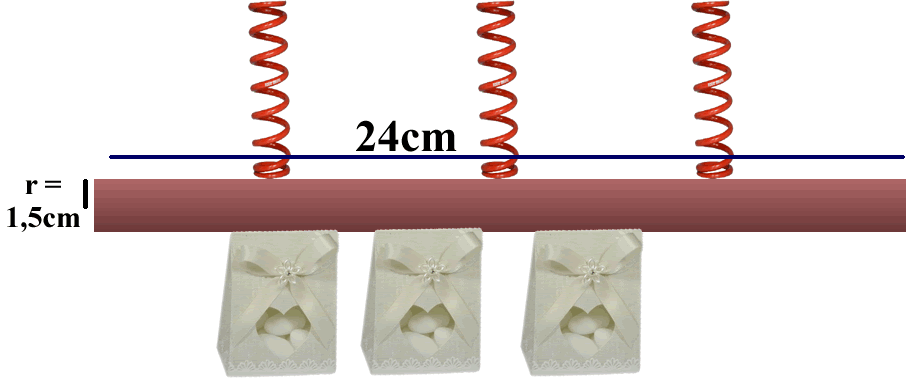 24cm
r =
1,5cm